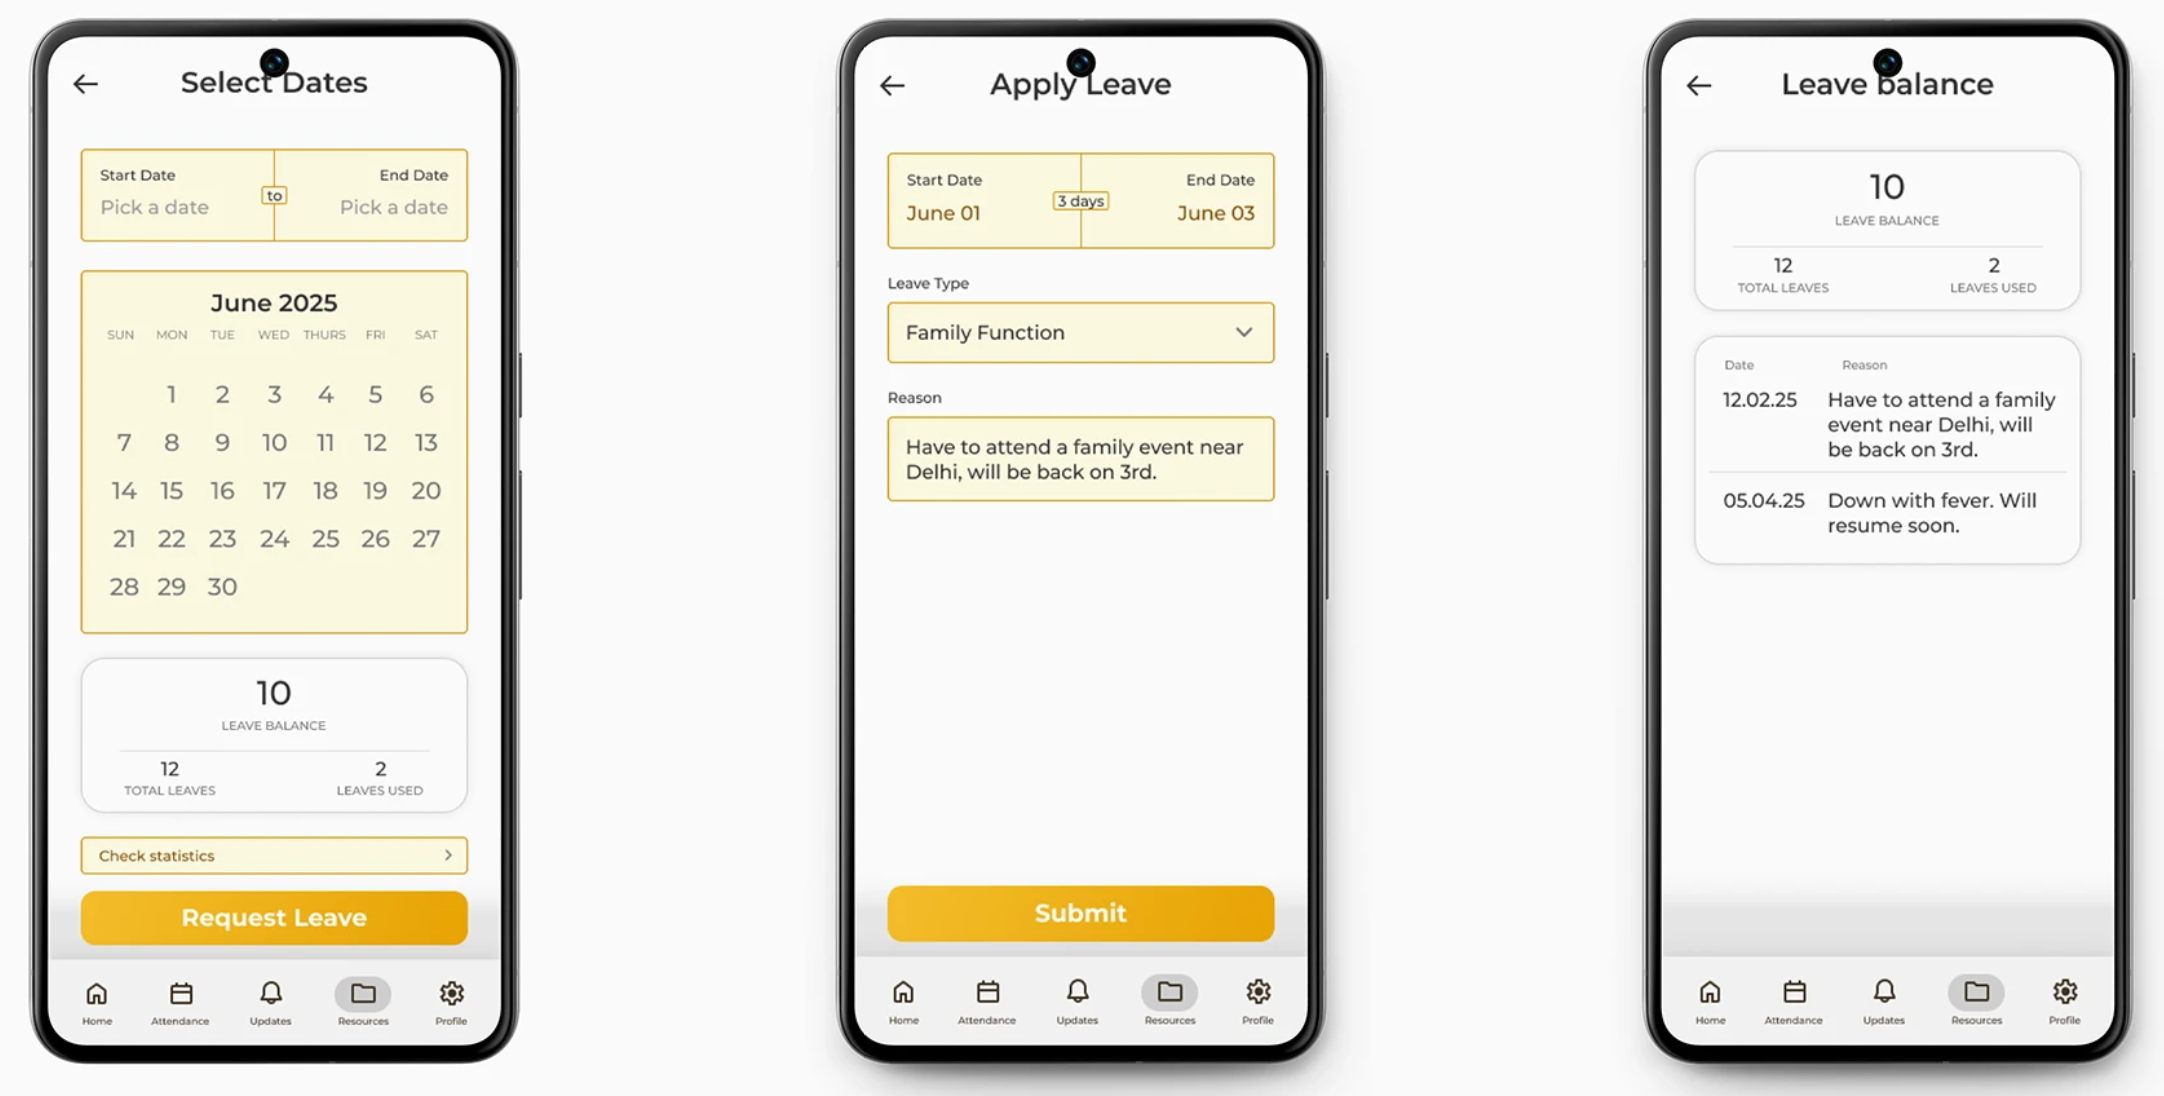 Select Dates
Start Date
End Date
Pick a date
to
Pick a date
June 2025
SUN MON TUE WED THURS FRI SAT
1 2 3 4 5 6
7 8 9 10 11 12 13
14 15 16 17 18 19 20
21 22 23 24 25 26 27
28 29 30
10
LEAVE BALANCE
12
2
TOTAL LEAVES
LEAVES USED
Check statistics
Request Leave
Home Attendance Updates Resources Profile
Apply Leave
Start Date
End Date
June 01
3 days
June 03
Leave Type
Family Function
Reason
Have to attend a family event near
Delhi, will be back on 3rd.
Submit
Home Attendance Updates Resources Profile
Leave balance
10
LEAVE BALANCE
12
2
TOTAL LEAVES
LEAVES USED
Date Reason
12.02.25 Have to attend a family
event near Delhi, will
be back on 3rd.
05.04.25 Down with fever. Will
resume soon.
Home Attendance Updates Resources Profile